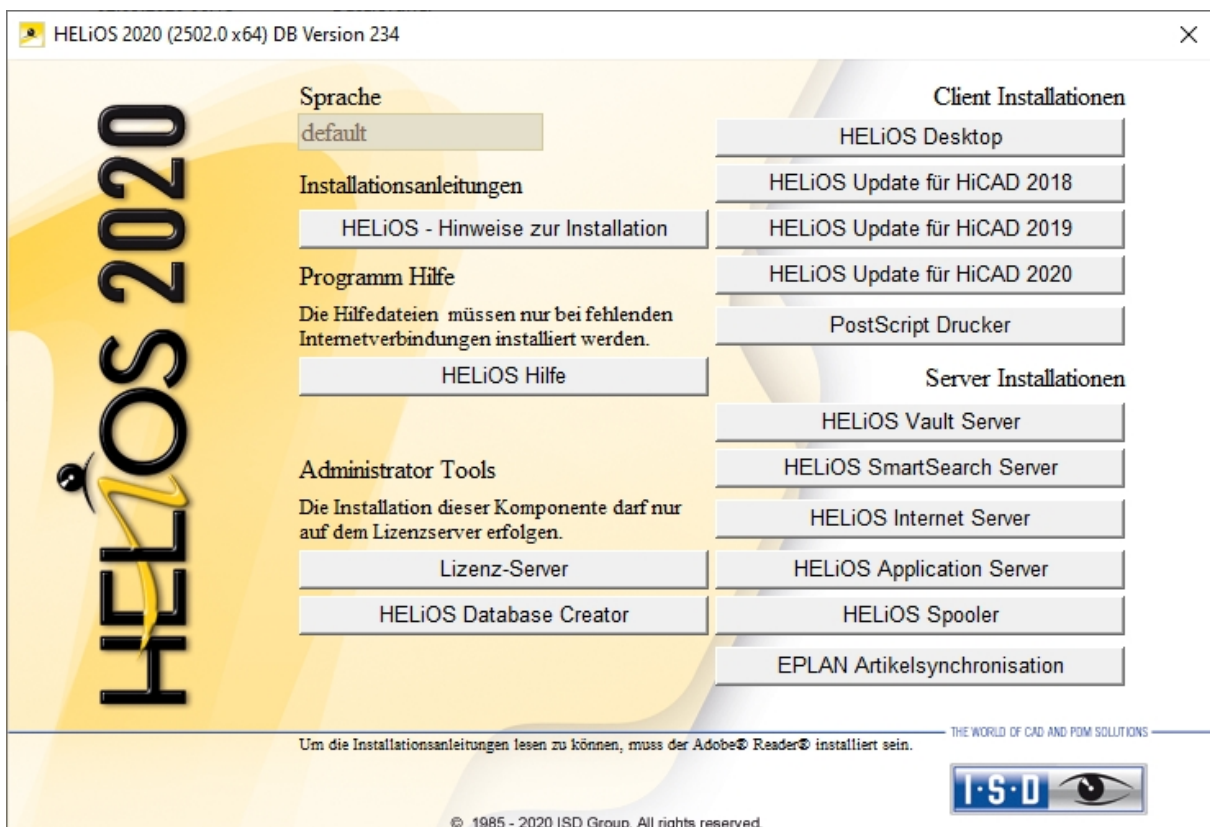 HELiOS 2020 (2502.0 x64) DB Version 234
HELiOS 2020
Sprache
default
Installationsanleitungen
HELiOS - Hinweise zur Installation
Programm Hilfe
Die Hilfedateien müssen nur bei fehlenden
Internetverbindungen installiert werden.
HELiOS Hilfe
Administrator Tools
Die Installation dieser Komponente darf nur
auf dem Lizenzserver erfolgen.
Lizenz-Server
HELiOS Database Creator
Client Installationen
HELiOS Desktop
HELiOS Update für HiCAD 2018
HELiOS Update für HiCAD 2019
HELiOS Update für HiCAD 2020
PostScript Drucker
Server Installationen
HELiOS Vault Server
HELiOS SmartSearch Server
HELiOS Internet Server
HELiOS Application Server
HELiOS Spooler
EPLAN Artikelsynchronisation
THE WORLD OF CAD AND PDM SOLUTIONS
Um die Installationsanleitungen lesen zu können, muss der Adobe® Reader® installiert sein.
I·S·D
© 1985 - 2020 ISD Group. All rights reserved.